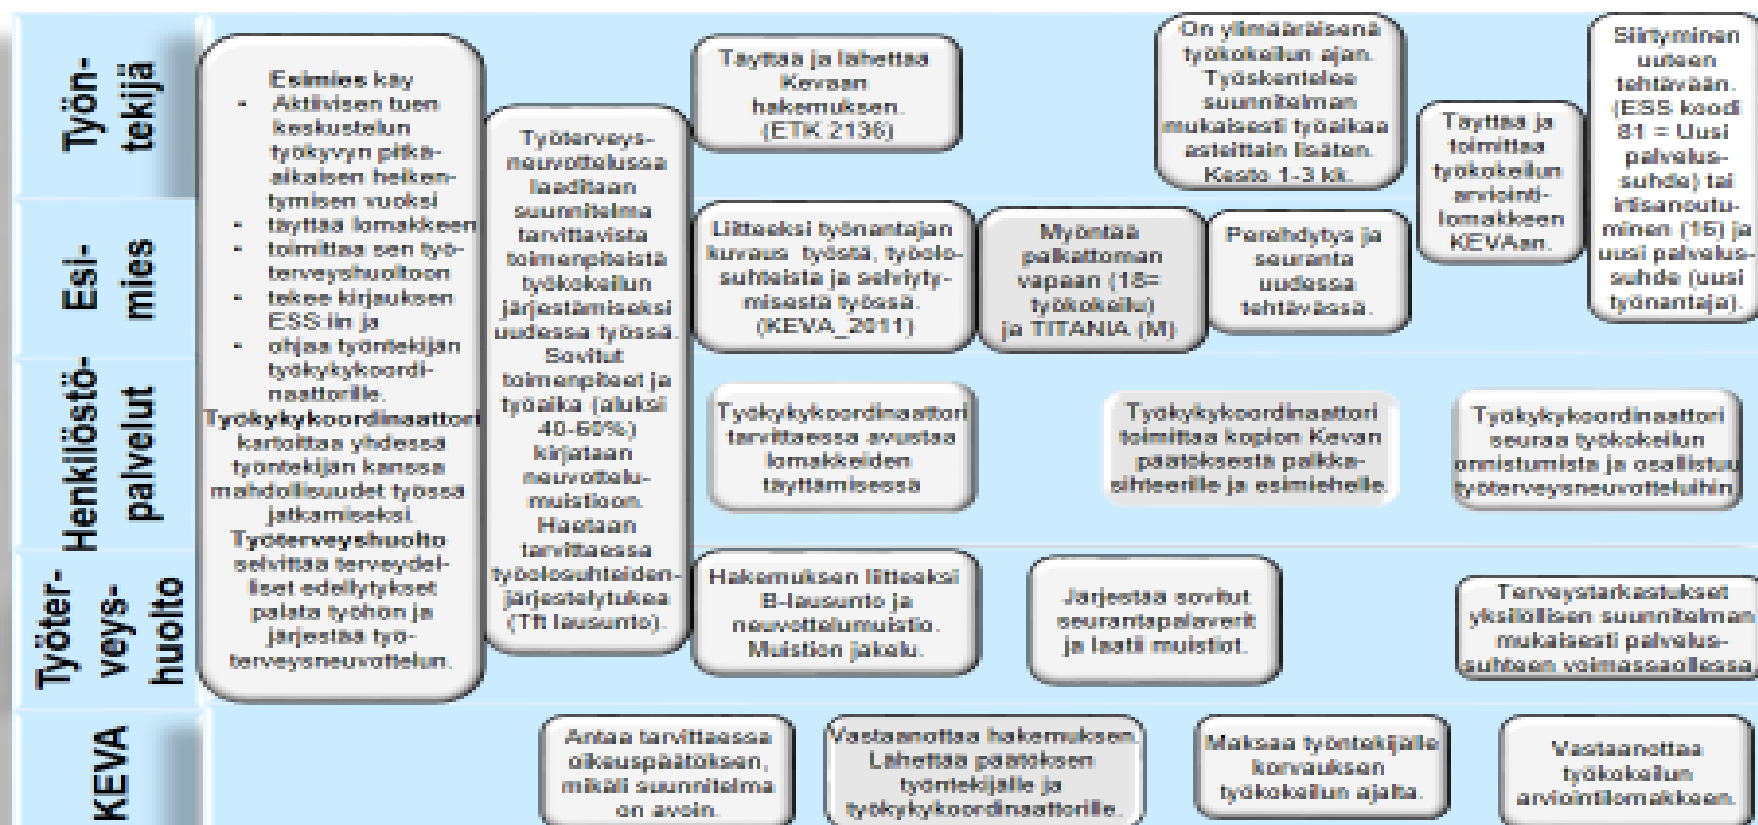 Työn-
tekijä
Esimies käy
- Aktiivisen tuen
keskustelun
työkyvyn pitkä-
aikaisen heiken-
tymisen vuoksi
- täyttää lomakkeen
- toimittaa sen työ-
terveyshuoltoon
- tekee kirjauksen
ESS:iin ja
- ohjaa työntekijän
työkykykoordi-
naattorille.
Työkykykoordinaattori
kartoittaa yhdessä
työntekijän kanssa
mahdollisuudet työssä
jatkamiseksi.
Työterveyshuolto
selvittää terveydel-
liset edellytykset
palata työhön ja
järjestää työ-
terveysneuvottelun.
Työterveys-
neuvottelussa
laaditaan
suunnitelma
tarvittavista
toimenpiteistä
työkokeilun
järjestämiseksi
uudessa työssä.
Sovitut
toimenpiteet ja
työaika (aluksi
40-60%)
kirjataan
neuvottelu-
muistioon.
Haetaan
tarvittaessa
työolosuhteiden-
järjestelytukea
(Tft lausunto).
Täyttää ja lähettää
Kevaan
hakemuksen.
(ETK 2136)
On ylimääräisenä
työkokeilun ajan.
Työskentelee
suunnitelman
mukaisesti työaikaa
asteittain lisäten.
Kesto 1-3 kk.
Täyttää ja
toimittaa
työkokeilun
arviointi-
lomakkeen
KEVAan.
Siirtyminen
uuteen
tehtävään.
(ESS koodi
81 = Uusi
palvelus-
suhde) tai
irtisanoutu-
minen (15) ja
uusi palvelus-
suhde (uusi
työnantaja).
Esi-
mies
Liitteeksi työnantajan
kuvaus työstä, työolo-
suhteista ja selviyty-
misestä työssä.
(KEVA_2011)
Myöntää
palkattoman
vapaan (18=
työkokeilu)
ja TITANIA (M)
Perehdytys ja
seuranta
uudessa
tehtävässä.
Henkilöstö-
palvelut
Työkykykoordinaattori
tarvittaessa avustaa
lomakkeiden
täyttämisessä
Työkykykoordinaattori
toimittaa kopion Kevan
päätöksestä palkka-
sihteerille ja esimiehelle.
Työkykykoordinaattori
seuraa työkokeilun
onnistumista ja osallistuu
työterveysneuvotteluihin
Työter-
veys-
huolto
Hakemuksen liitteeksi
B-lausunto ja
neuvottelumuistio.
Muistion jakelu.
Järjestää sovitut
seurantapalaverit
ja laatii muistiot.
Terveystarkastukset
yksilöllisen suunnitelman
mukaisesti palvelus-
suhteen voimassaollessa.
KEVA
Antaa tarvittaessa
oikeuspäätöksen,
mikäli suunnitelma
on avoin.
Vastaanottaa hakemuksen.
Lähettää päätöksen
työntekijälle ja
työkykykoordinaattorille.
Maksaa työntekijälle
korvauksen
työkokeilun ajalta.
Vastaanottaa
työkokeilun
arviointilomakkeen.